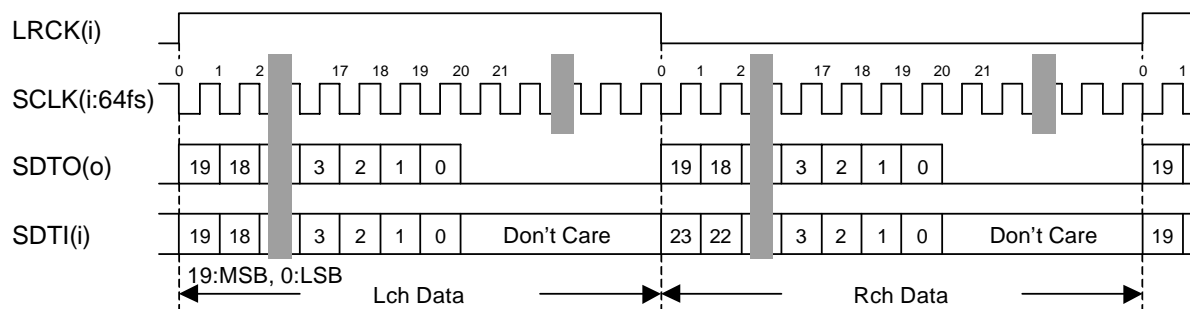 LRCK(i)
0 1 2 17 18 19 20 21 0 1 2 17 18 19 20 21 0 1
SCLK(i:64fs)
SDTO(o) 19 18 3 2 1 0 19 18 3 2 1 0 19
SDTI(i) 19 18 3 2 1 0 Don't Care 23 22 3 2 1 0 Don't Care 19
19:MSB, 0:LSB
Lch Data Rch Data